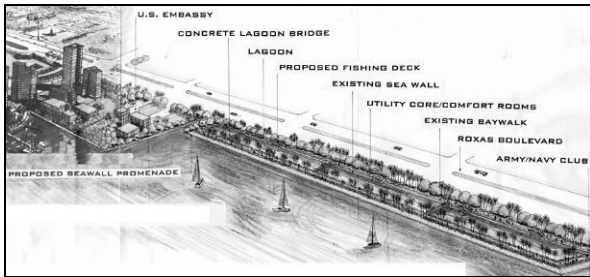 U.S. EMBASSY
CONCRETE LAGOON BRIDGE
LAGOON
PROPOSED FISHING DECK
EXISTING SEA WALL
UTILITY CORE/COMFORT ROOMS
EXISTING BAYWALK
ROXAS BOULEVARD
ARMY/NAVY CLUB
PROPOSED SEAWALL PROMENADE